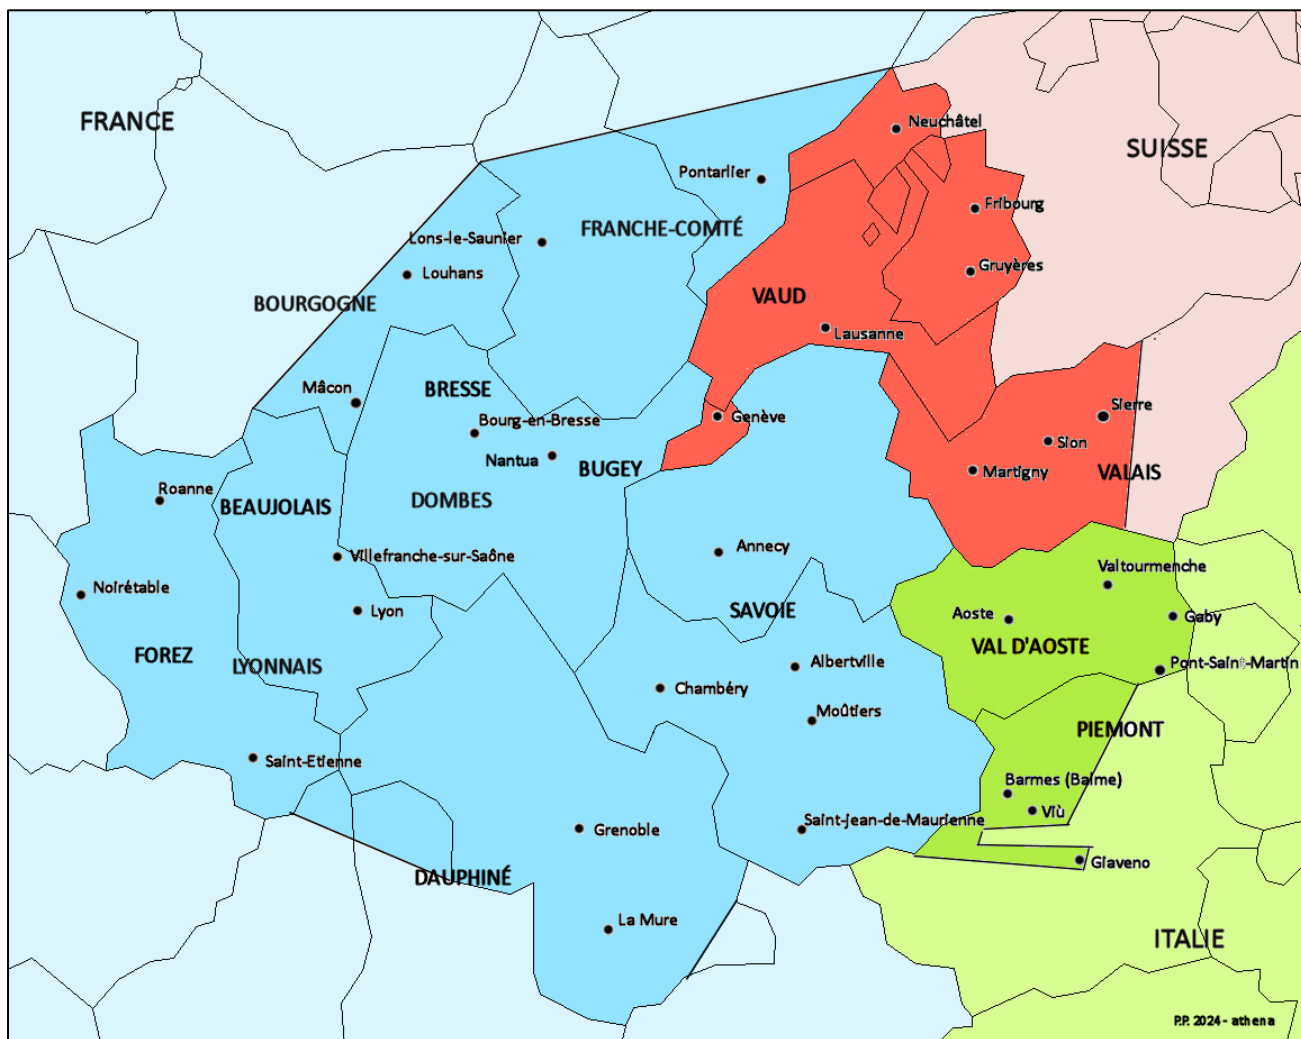 FRANCE
Neuchâtel
SUISSE
Pontarlier
Fribourg
FRANCHE-COMTÉ
Lons-le-Saunier
Louhans
Gruyères
BOURGOGNE
VAUD
Lausanne
Mâcon
BRESSE
Bourg-en-Bresse
Genève
Sierre
Nantua
BUGEY
Sion
Martigny
VALAIS
Roanne
BEAUJOLAIS
DOMBES
Villefranche-sur-Saône
Annecy
Valtourmenche
Noirétable
Lyon
SAVOIE
Aoste
Gaby
VAL D'AOSTE
FOREZ
LYONNAIS
Albertville
Pont-Saint-Martin
Chambéry
Moûtiers
PIEMONT
Saint-Etienne
Barmes (Balme)
Viù
Grenoble
Saint-Jean-de-Maurienne
Giaveno
DAUPHINÉ
La Mure
ITALIE
P.P. 2024 - athena